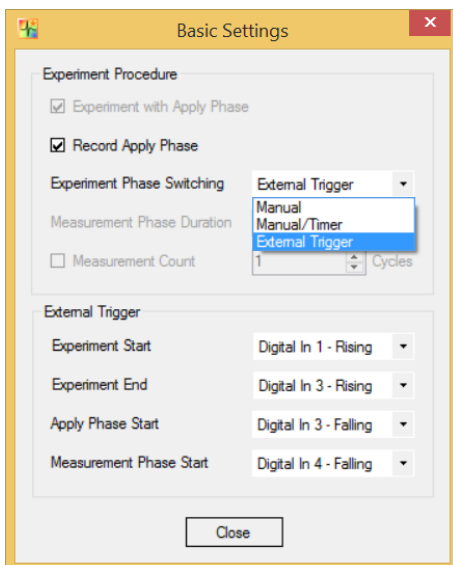 Basic Settings
Experiment Procedure
Experiment with Apply Phase
Record Apply Phase
Experiment Phase Switching External Trigger
Manual
Measurement Phase Duration Manual/Timer
External Trigger
Measurement Count 1 Cycles
External Trigger
Experiment Start Digital In 1 - Rising
Experiment End Digital In 3 - Rising
Apply Phase Start Digital In 3 - Falling
Measurement Phase Start Digital In 4 - Falling
Close